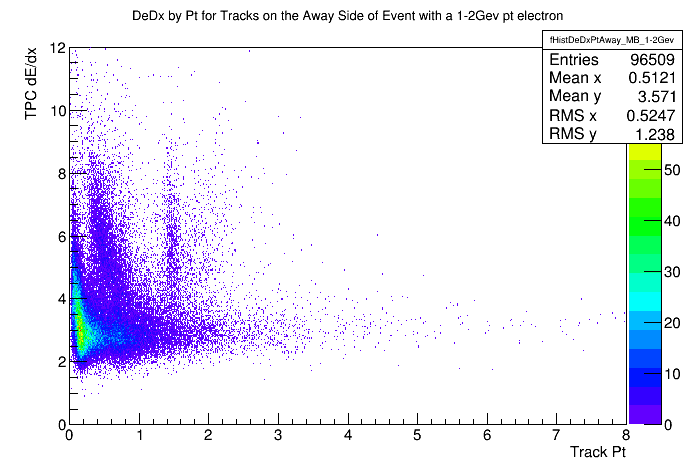 DeDx by Pt for Tracks on the Away Side of Event with a 1-2Gev pt electron
fHistDeDxPtAway_MB_1-2Gev
Entries 96509
Mean x 0.5121
Mean y 3.571
RMS x 0.5247
RMS y 1.238
TPC dE/dx
12
10
8
6
4
2
0
0 1 2 3 4 5 6 7 8
Track Pt
50
40
30
20
10
0